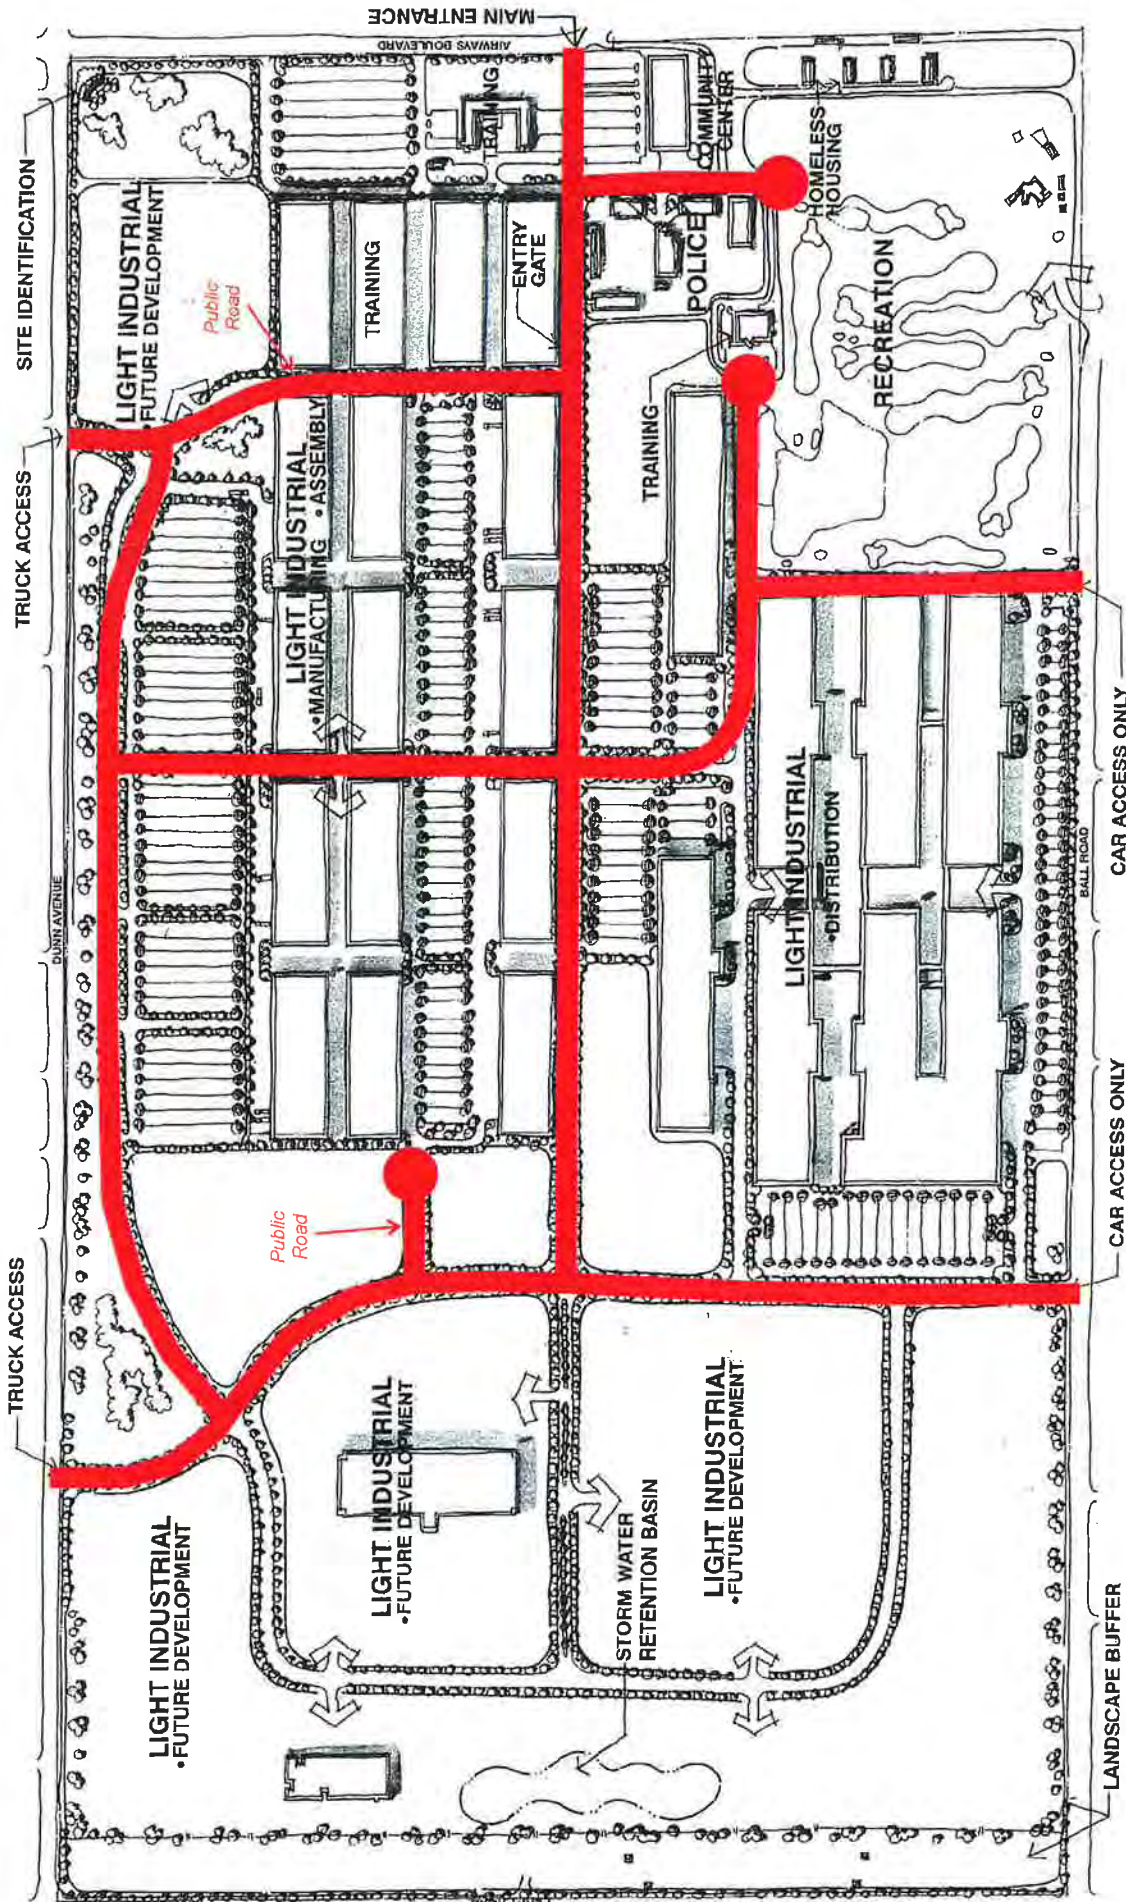 MAIN ENTRANCE
AIRWAYS BOULEVARD
SITE IDENTIFICATION
TRUCK ACCESS
DUNN AVENUE
TRUCK ACCESS
LIGHT INDUSTRIAL
•FUTURE DEVELOPMENT
Public
Road
TRAINING
TRAINING
ENTRY
GATE
COMMUNIT
CENTER
HOMELESS
HOUSING
POLICE
RECREATION
TRAINING
LIGHT INDUSTRIAL
•MANUFACTURING •ASSEMBLY
LIGHT INDUSTRIAL
•DISTRIBUTION
BALL ROAD
CAR ACCESS ONLY
CAR ACCESS ONLY
Public
Road
LIGHT INDUSTRIAL
•FUTURE DEVELOPMENT
LIGHT INDUSTRIAL
•FUTURE DEVELOPMENT
LIGHT INDUSTRIAL
•FUTURE DEVELOPMENT
STORM WATER
RETENTION BASIN
LANDSCAPE BUFFER